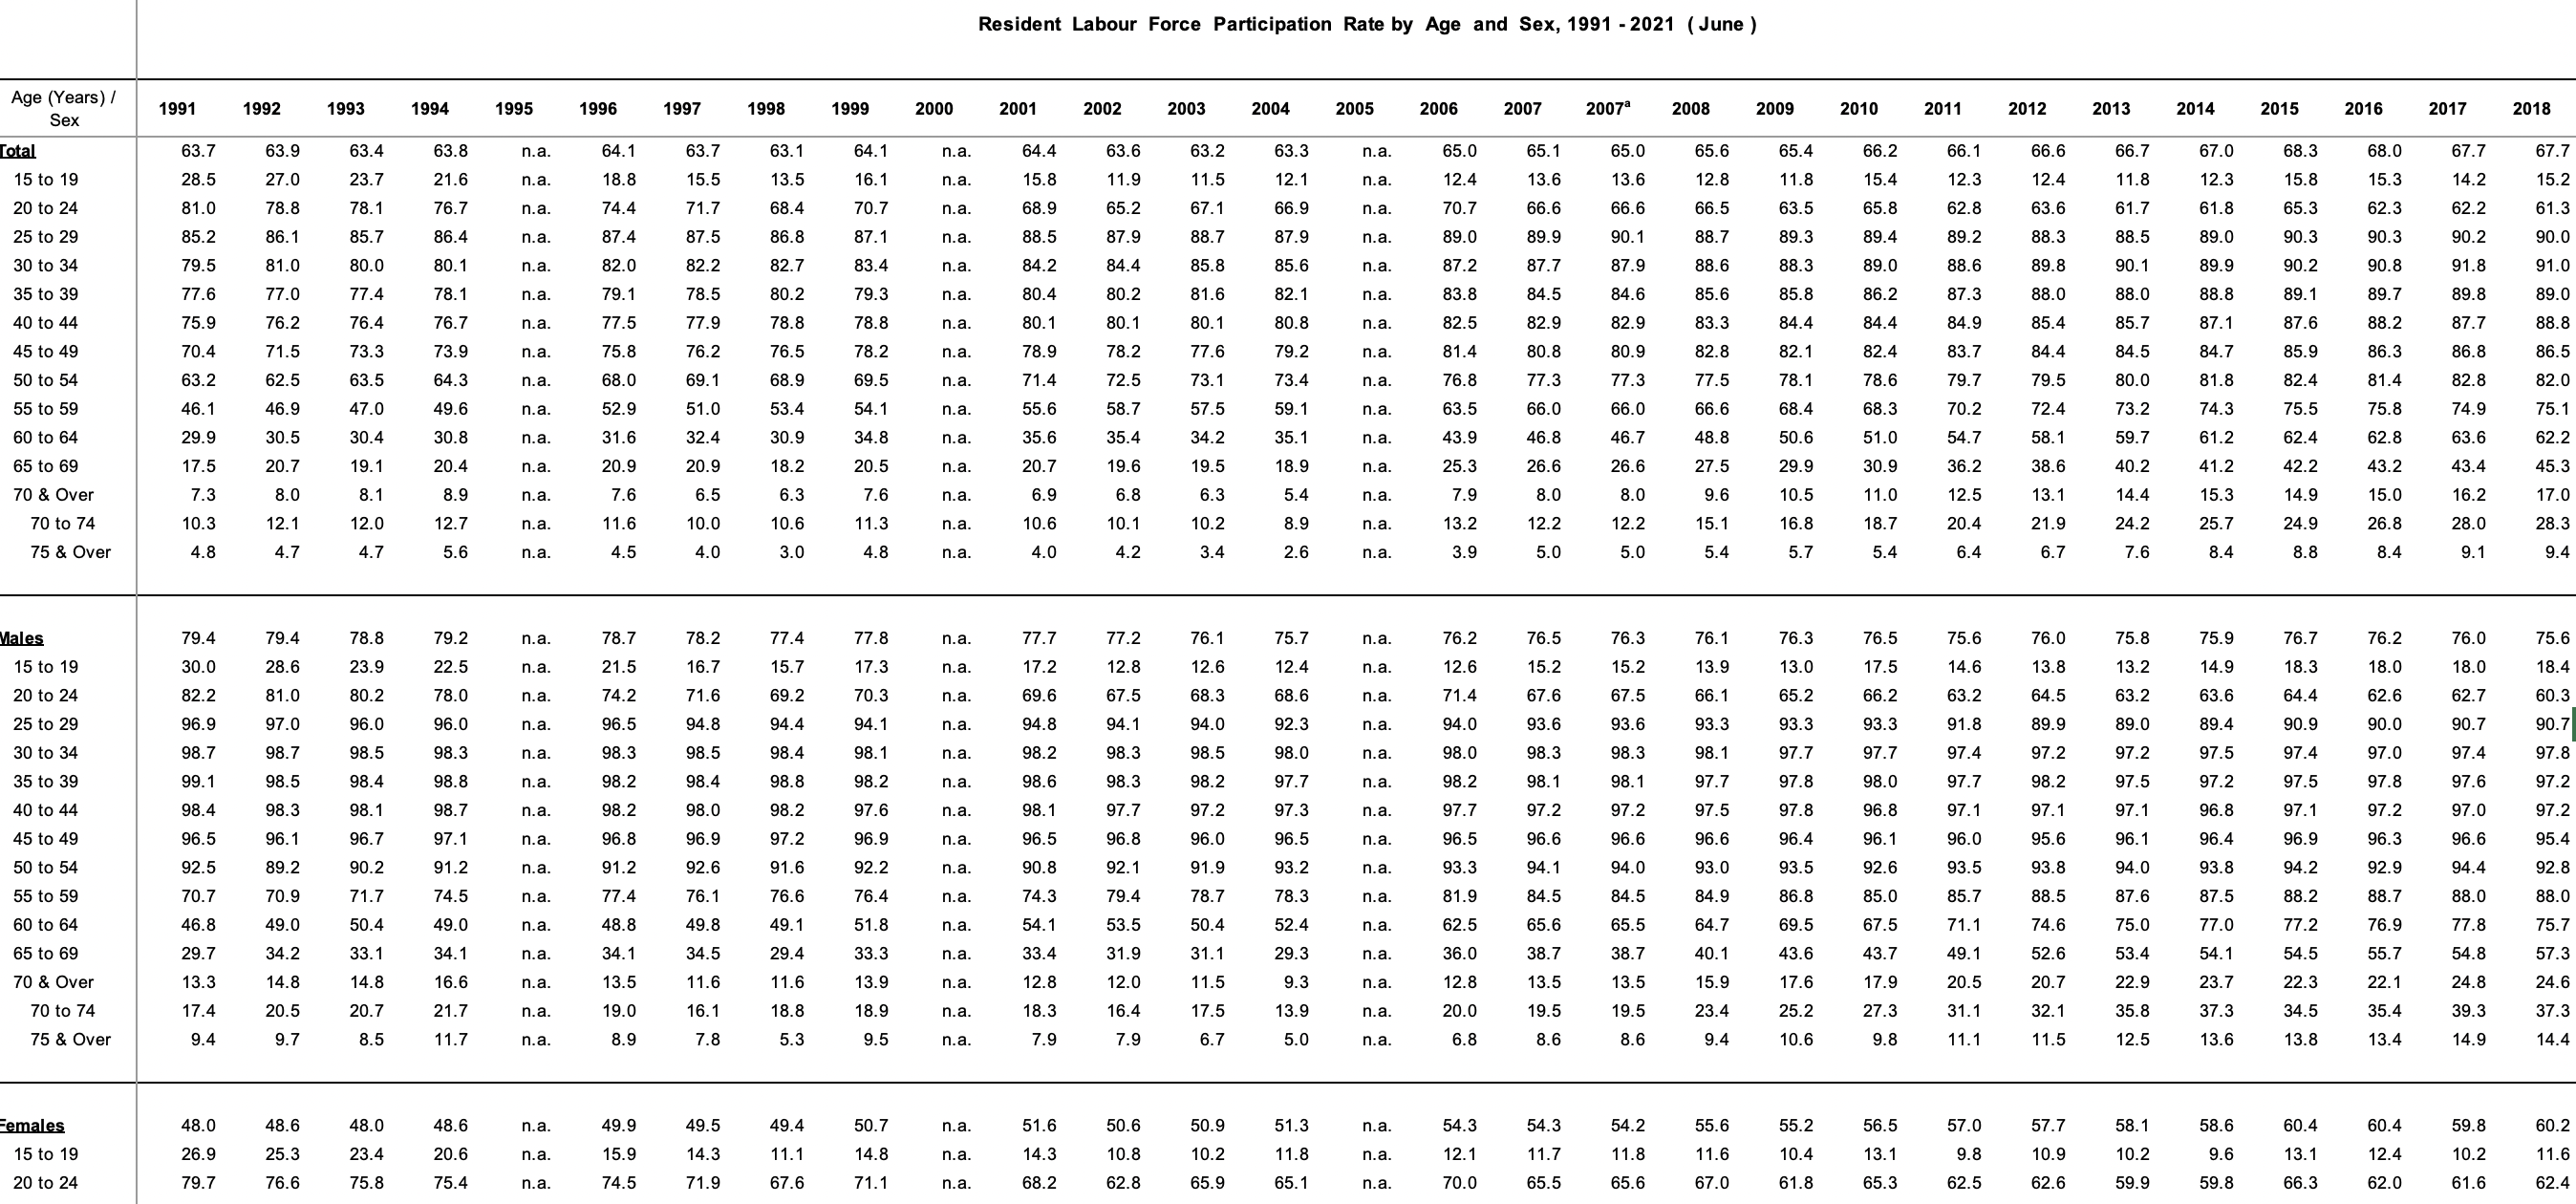 Resident Labour Force Participation Rate by Age and Sex, 1991 - 2021 ( June )
Age (Years) / Sex 1991 1992 1993 1994 1995 1996 1997 1998 1999 2000 2001 2002 2003 2004 2005 2006 2007 2007a 2008 2009 2010 2011 2012 2013 2014 2015 2016 2017 2018
Total 63.7 63.9 63.4 63.8 n.a. 64.1 63.7 63.1 64.1 n.a. 64.4 63.6 63.2 63.3 n.a. 65.0 65.1 65.0 65.6 65.4 66.2 66.1 66.6 66.7 67.0 68.3 68.0 67.7 67.7
15 to 19 28.5 27.0 23.7 21.6 n.a. 18.8 15.5 13.5 16.1 n.a. 15.8 11.9 11.5 12.1 n.a. 12.4 13.6 13.6 12.8 11.8 15.4 12.3 12.4 11.8 12.3 15.8 15.3 14.2 15.2
20 to 24 81.0 78.8 78.1 76.7 n.a. 74.4 71.7 68.4 70.7 n.a. 68.9 65.2 67.1 66.9 n.a. 70.7 66.6 66.6 66.5 63.5 65.8 62.8 63.6 61.7 61.8 65.3 62.3 62.2 61.3
25 to 29 85.2 86.1 85.7 86.4 n.a. 87.4 87.5 86.8 87.1 n.a. 88.5 87.9 88.7 87.9 n.a. 89.0 89.9 90.1 88.7 89.3 89.4 89.2 88.3 88.5 89.0 90.3 90.3 90.2 90.0
30 to 34 79.5 81.0 80.0 80.1 n.a. 82.0 82.2 82.7 83.4 n.a. 84.2 84.4 85.8 85.6 n.a. 87.2 87.7 87.9 88.6 88.3 89.0 88.6 89.8 90.1 89.9 90.2 90.8 91.8 91.0
35 to 39 77.6 77.0 77.4 78.1 n.a. 79.1 78.5 80.2 79.3 n.a. 80.4 80.2 81.6 82.1 n.a. 83.8 84.5 84.6 85.6 85.8 86.2 87.3 88.0 88.0 88.8 89.1 89.7 89.8 89.0
40 to 44 75.9 76.2 76.4 76.7 n.a. 77.5 77.9 78.8 78.8 n.a. 80.1 80.1 80.1 80.8 n.a. 82.5 82.9 82.9 83.3 84.4 84.4 84.9 85.4 85.7 87.1 87.6 88.2 87.7 88.8
45 to 49 70.4 71.5 73.3 73.9 n.a. 75.8 76.2 76.5 78.2 n.a. 78.9 78.2 77.6 79.2 n.a. 81.4 80.8 80.9 82.8 82.1 82.4 83.7 84.4 84.5 84.7 85.9 86.3 86.8 86.5
50 to 54 63.2 62.5 63.5 64.3 n.a. 68.0 69.1 68.9 69.5 n.a. 71.4 72.5 73.1 73.4 n.a. 76.8 77.3 77.3 77.5 78.1 78.6 79.7 79.5 80.0 81.8 82.4 81.4 82.8 82.0
55 to 59 46.1 46.9 47.0 49.6 n.a. 52.9 51.0 53.4 54.1 n.a. 55.6 58.7 57.5 59.1 n.a. 63.5 66.0 66.0 66.6 68.4 68.3 70.2 72.4 73.2 74.3 75.5 75.8 74.9 75.1
60 to 64 29.9 30.5 30.4 30.8 n.a. 31.6 32.4 30.9 34.8 n.a. 35.6 35.4 34.2 35.1 n.a. 43.9 46.8 46.7 48.8 50.6 51.0 54.7 58.1 59.7 61.2 62.4 62.8 63.6 62.2
65 to 69 17.5 20.7 19.1 20.4 n.a. 20.9 20.9 18.2 20.5 n.a. 20.7 19.6 19.5 18.9 n.a. 25.3 26.6 26.6 27.5 29.9 30.9 36.2 38.6 40.2 41.2 42.2 43.2 43.4 45.3
70 & Over 7.3 8.0 8.1 8.9 n.a. 7.6 6.5 6.3 7.6 n.a. 6.9 6.8 6.3 5.4 n.a. 7.9 8.0 8.0 9.6 10.5 11.0 12.5 13.1 14.4 15.3 14.9 15.0 16.2 17.0
70 to 74 10.3 12.1 12.0 12.7 n.a. 11.6 10.0 10.6 11.3 n.a. 10.6 10.1 10.2 8.9 n.a. 13.2 12.2 12.2 15.1 16.8 18.7 20.4 21.9 24.2 25.7 24.9 26.8 28.0 28.3
75 & Over 4.8 4.7 4.7 5.6 n.a. 4.5 4.0 3.0 4.8 n.a. 4.0 4.2 3.4 2.6 n.a. 3.9 5.0 5.0 5.4 5.7 5.4 6.4 6.7 7.6 8.4 8.8 8.4 9.1 9.4
Males 79.4 79.4 78.8 79.2 n.a. 78.7 78.2 77.4 77.8 n.a. 77.7 77.2 76.1 75.7 n.a. 76.2 76.5 76.3 76.1 76.3 76.5 75.6 76.0 75.8 75.9 76.7 76.2 76.0 75.6
15 to 19 30.0 28.6 23.9 22.5 n.a. 21.5 16.7 15.7 17.3 n.a. 17.2 12.8 12.6 12.4 n.a. 12.6 15.2 15.2 13.9 13.0 17.5 14.6 13.8 13.2 14.9 18.3 18.0 18.0 18.4
20 to 24 82.2 81.0 80.2 78.0 n.a. 74.2 71.6 69.2 70.3 n.a. 69.6 67.5 68.3 68.6 n.a. 71.4 67.6 67.5 66.1 65.2 66.2 63.2 64.5 63.2 63.6 64.4 62.6 62.7 60.3
25 to 29 96.9 97.0 96.0 96.0 n.a. 96.5 94.8 94.4 94.1 n.a. 94.8 94.1 94.0 92.3 n.a. 94.0 93.6 93.6 93.3 93.3 93.3 91.8 89.9 89.0 89.4 90.9 90.0 90.7 90.7
30 to 34 98.7 98.7 98.5 98.3 n.a. 98.3 98.5 98.4 98.1 n.a. 98.2 98.3 98.5 98.0 n.a. 98.0 98.3 98.3 98.1 97.7 97.7 97.4 97.2 97.2 97.5 97.4 97.0 97.4 97.8
35 to 39 99.1 98.5 98.4 98.8 n.a. 98.2 98.4 98.8 98.2 n.a. 98.6 98.3 98.2 97.7 n.a. 98.2 98.1 98.1 97.7 97.8 98.0 97.7 98.2 97.5 97.2 97.5 97.8 97.6 97.2
40 to 44 98.4 98.3 98.1 98.7 n.a. 98.2 98.0 98.2 97.6 n.a. 98.1 97.7 97.2 97.3 n.a. 97.7 97.2 97.2 97.5 97.8 96.8 97.1 97.1 97.1 96.8 97.1 97.2 97.0 97.2
45 to 49 96.5 96.1 96.7 97.1 n.a. 96.8 96.9 97.2 96.9 n.a. 96.5 96.8 96.0 96.5 n.a. 96.5 96.6 96.6 96.6 96.4 96.1 96.0 95.6 96.1 96.4 96.9 96.3 96.6 95.4
50 to 54 92.5 89.2 90.2 91.2 n.a. 91.2 92.6 91.6 92.2 n.a. 90.8 92.1 91.9 93.2 n.a. 93.3 94.1 94.0 93.0 93.5 92.6 93.5 93.8 94.0 93.8 94.2 92.9 94.4 92.8
55 to 59 70.7 70.9 71.7 74.5 n.a. 77.4 76.1 76.6 76.4 n.a. 74.3 79.4 78.7 78.3 n.a. 81.9 84.5 84.5 84.9 86.8 85.0 85.7 88.5 87.6 87.5 88.2 88.7 88.0 88.0
60 to 64 46.8 49.0 50.4 49.0 n.a. 48.8 49.8 49.1 51.8 n.a. 54.1 53.5 50.4 52.4 n.a. 62.5 65.6 65.5 64.7 69.5 67.5 71.1 74.6 75.0 77.0 77.2 76.9 77.8 75.7
65 to 69 29.7 34.2 33.1 34.1 n.a. 34.1 34.5 29.4 33.3 n.a. 33.4 31.9 31.1 29.3 n.a. 36.0 38.7 38.7 40.1 43.6 43.7 49.1 52.6 53.4 54.1 54.5 55.7 54.8 57.3
70 & Over 13.3 14.8 14.8 16.6 n.a. 13.5 11.6 11.6 13.9 n.a. 12.8 12.0 11.5 9.3 n.a. 12.8 13.5 13.5 15.9 17.6 17.9 20.5 20.7 22.9 23.7 22.3 22.1 24.8 24.6
70 to 74 17.4 20.5 20.7 21.7 n.a. 19.0 16.1 18.8 18.9 n.a. 18.3 16.4 17.5 13.9 n.a. 20.0 19.5 19.5 23.4 25.2 27.3 31.1 32.1 35.8 37.3 34.5 35.4 39.3 37.3
75 & Over 9.4 9.7 8.5 11.7 n.a. 8.9 7.8 5.3 9.5 n.a. 7.9 7.9 6.7 5.0 n.a. 6.8 8.6 8.6 9.4 10.6 9.8 11.1 11.5 12.5 13.6 13.8 13.4 14.9 14.4
Females 48.0 48.6 48.0 48.6 n.a. 49.9 49.5 49.4 50.7 n.a. 51.6 50.6 50.9 51.3 n.a. 54.3 54.3 54.2 55.6 55.2 56.5 57.0 57.7 58.1 58.6 60.4 60.4 59.8 60.2
15 to 19 26.9 25.3 23.4 20.6 n.a. 15.9 14.3 11.1 14.8 n.a. 14.3 10.8 10.2 11.8 n.a. 12.1 11.7 11.8 11.6 10.4 13.1 9.8 10.9 10.2 9.6 13.1 12.4 10.2 11.6
20 to 24 79.7 76.6 75.8 75.4 n.a. 74.5 71.9 67.6 71.1 n.a. 68.2 62.8 65.9 65.1 n.a. 70.0 65.5 65.6 67.0 61.8 65.3 62.5 62.6 59.9 59.8 66.3 62.0 61.6 62.4